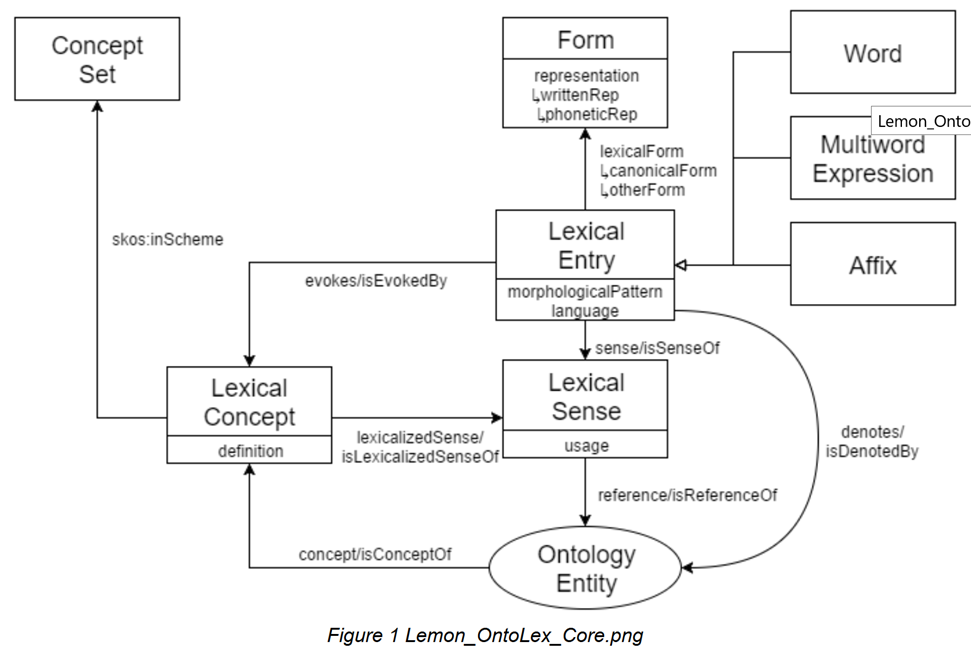 Concept
Set
Form
representation
↳writtenRep
↳phoneticRep
Word
Lemon_Onto
Multiword
Expression
Affix
lexicalForm
↳canonicalForm
↳otherForm
skos:inScheme
Lexical
Entry
morphologicalPattern
language
evokes/isEvokedBy
sense/isSenseOf
Lexical
Concept
definition
lexicalizedSense/
isLexicalizedSenseOf
Lexical
Sense
usage
denotes/
isDenotedBy
reference/isReferenceOf
concept/isConceptOf
Ontology
Entity
Figure 1 Lemon_OntoLex_Core.png